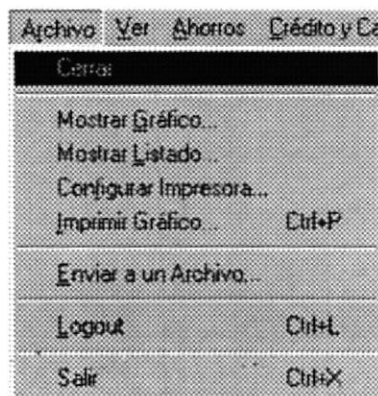 Archivo Ver Ahorros Crédito y Ca
Cerrar
Mostrar Gráfico...
Mostrar Listado...
Configurar Impresora...
Imprimir Gráfico... Ctrl+P
Enviar a un Archivo...
Logout Ctrl+L
Salir Ctrl+X